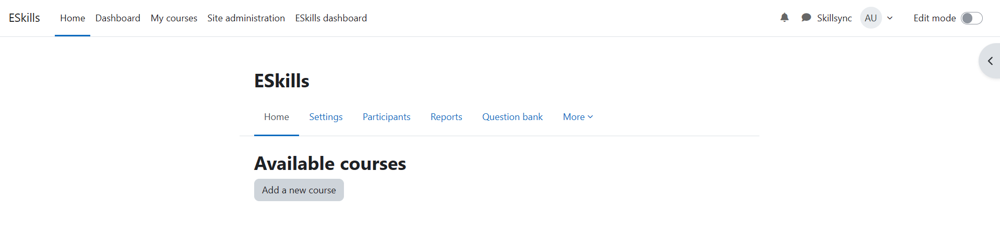 ESkills Home Dashboard My courses Site administration ESkills dashboard Skillsync AU Edit mode
ESkills
Home Settings Participants Reports Question bank More
Available courses
Add a new course